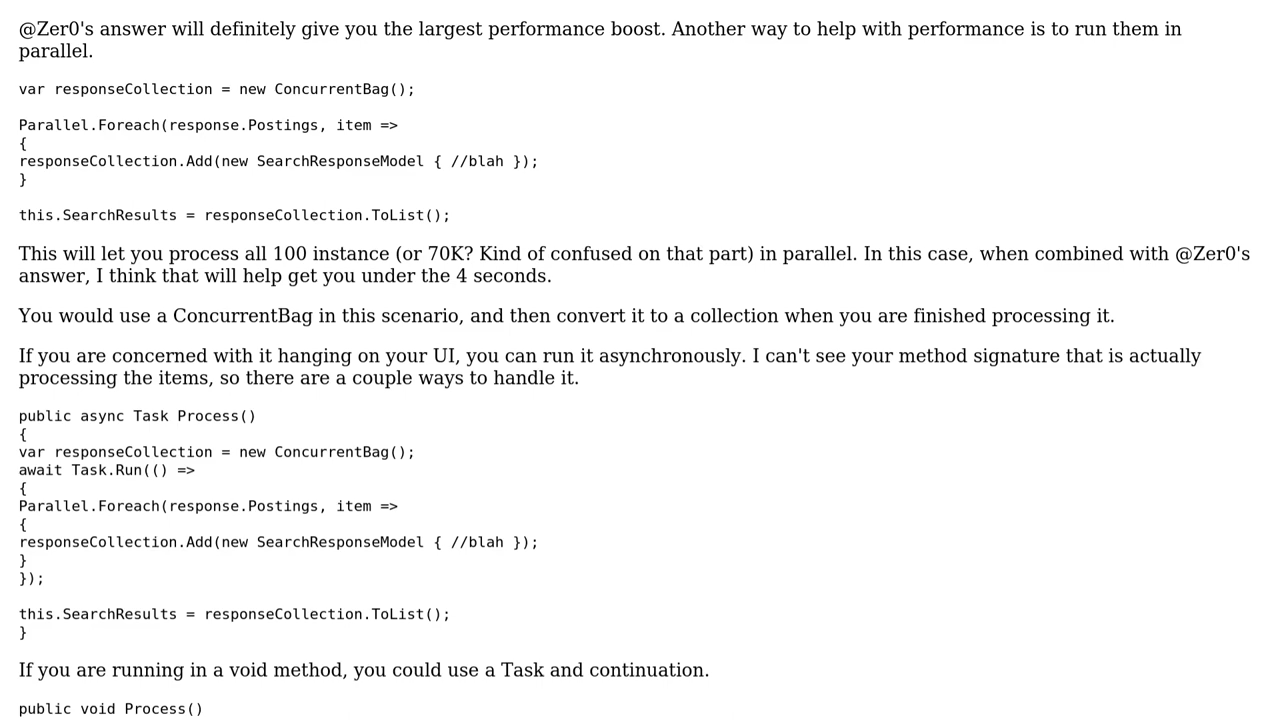 @Zer0's answer will definitely give you the largest performance boost. Another way to help with performance is to run them in
parallel.
var responseCollection = new ConcurrentBag();
Parallel.Foreach(response.Postings, item =>
{
responseCollection.Add(new SearchResponseModel { //blah });
}
this.SearchResults = responseCollection.ToList();
This will let you process all 100 instance (or 70K? Kind of confused on that part) in parallel. In this case, when combined with @Zer0's
answer, I think that will help get you under the 4 seconds.
You would use a ConcurrentBag in this scenario, and then convert it to a collection when you are finished processing it.
If you are concerned with it hanging on your UI, you can run it asynchronously. I can't see your method signature that is actually
processing the items, so there are a couple ways to handle it.
public async Task Process()
{
var responseCollection = new ConcurrentBag();
await Task.Run(() =>
{
Parallel.Foreach(response.Postings, item =>
{
responseCollection.Add(new SearchResponseModel { //blah });
}
});
this.SearchResults = responseCollection.ToList();
}
If you are running in a void method, you could use a Task and continuation.
public void Process()